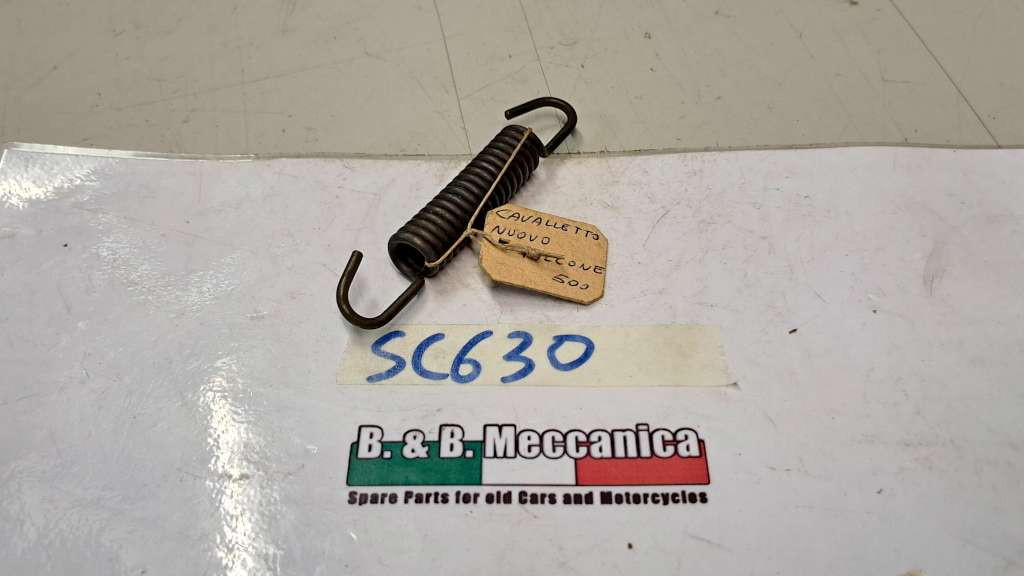 CAVALLETTO
NUOVO
500
SC630
B. & B. Meccanica
Spare Parts for old Cars and Motorcycles